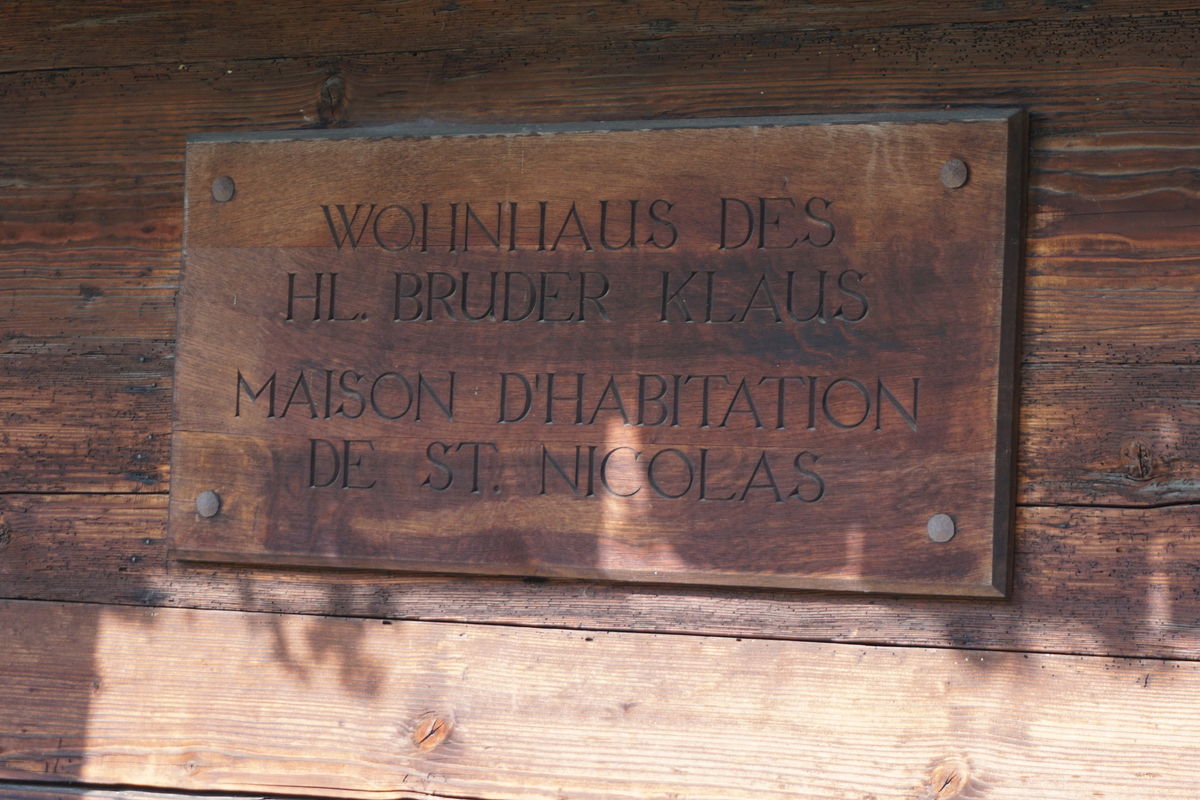 WOHNHAUS DES
HL. BRUDER KLAUS
MAISON D'HABITATION
DE ST. NICOLAS